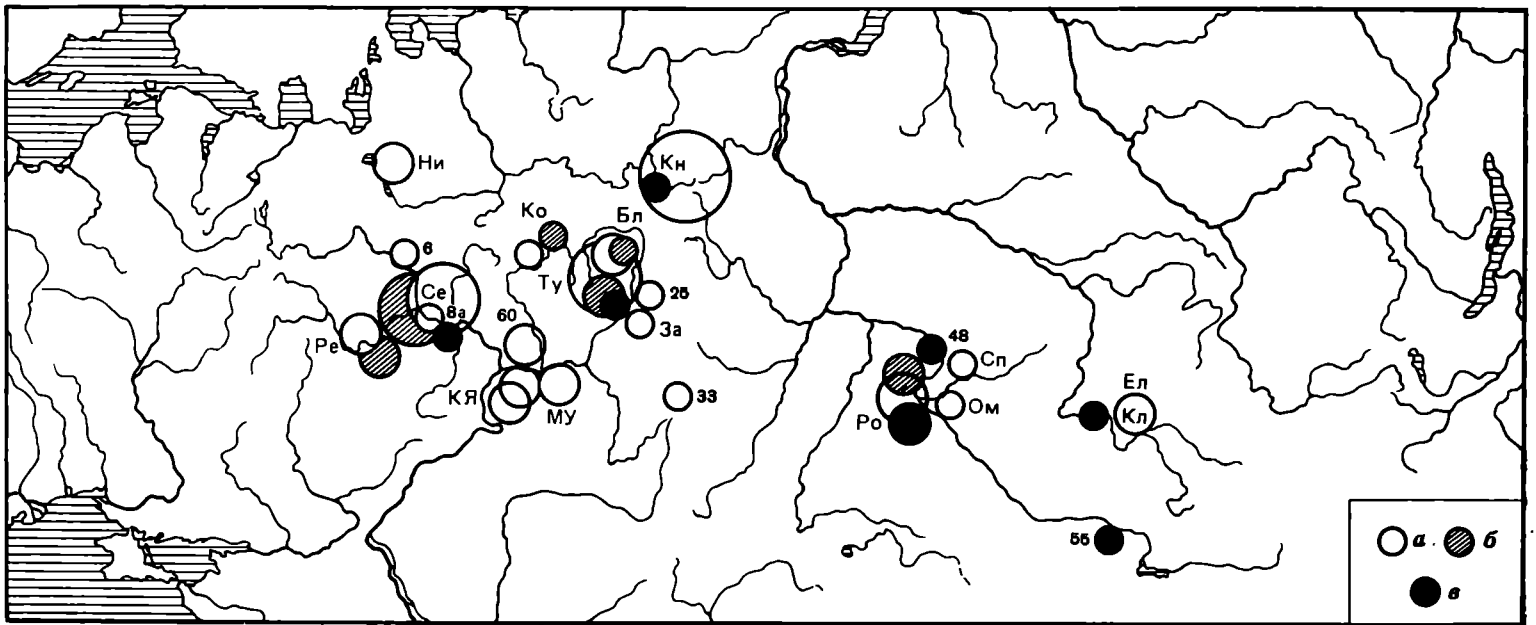 Кн
Ни
Ко
Бл
6
Ту
Се
25
8а
60
За
Ре
48
Сп
КЯ
МУ
33
Ел
Ом
Кл
Ро
55
а
б
в